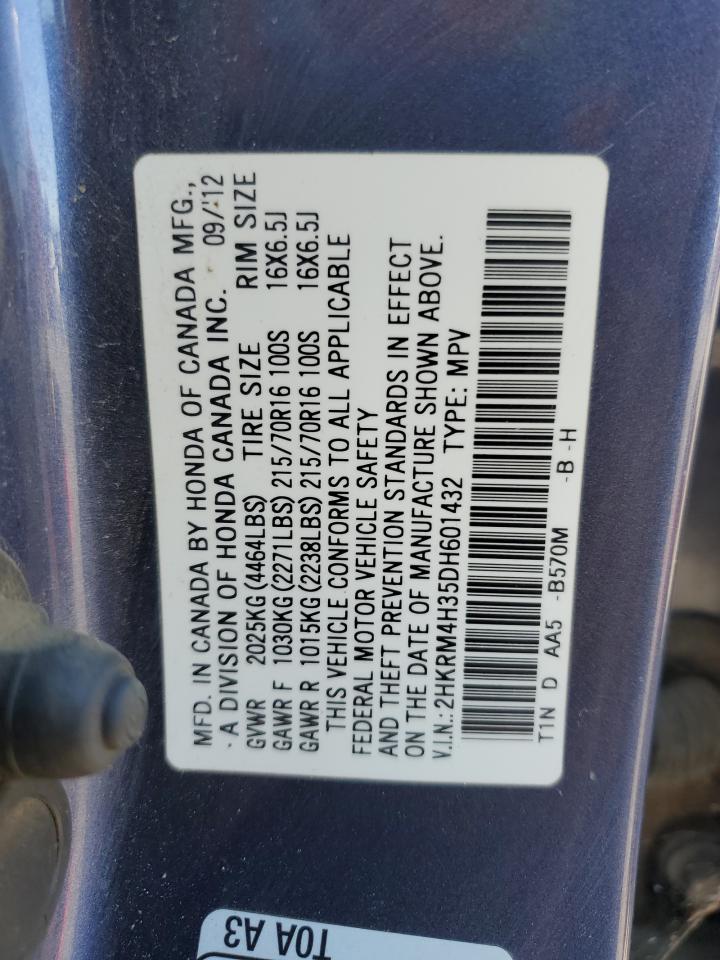 MFD. IN CANADA BY HONDA OF CANADA MFG.,
· A DIVISION OF HONDA CANADA INC. 09/'12
GVWR 2025KG (4464LBS) TIRE SIZE RIM SIZE
GAWR F 1030KG (2271LBS) 215/70R16 100S 16X6.5J
GAWR R 1015KG (2238LBS) 215/70R16 100S 16X6.5J
THIS VEHICLE CONFORMS TO ALL APPLICABLE
FEDERAL MOTOR VEHICLE SAFETY
AND THEFT PREVENTION STANDARDS IN EFFECT
ON THE DATE OF MANUFACTURE SHOWN ABOVE.
V.I.N.: 2HKRM4H35DH601432 TYPE: MPV
T1N D AA5 -B570M -B -H
T0A A3